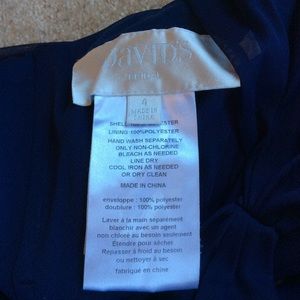 DAVID'S
BRIDAL
4
MADE IN
CHINA
SHELL 100% POLYESTER
LINING 100%POLYESTER
HAND WASH SEPARATELY
ONLY NON-CHLORINE
BLEACH AS NEEDED
LINE DRY
COOL IRON AS NEEDED
OR DRY CLEAN
MADE IN CHINA
enveloppe : 100% polyester
doublure : 100% polyester
Laver à la main séparément
blanchir avec un agent
non chloré au besoin seulement
Étendre pour sécher
Repasser à froid au besoin
ou nettoyer à sec
fabriqué en chine